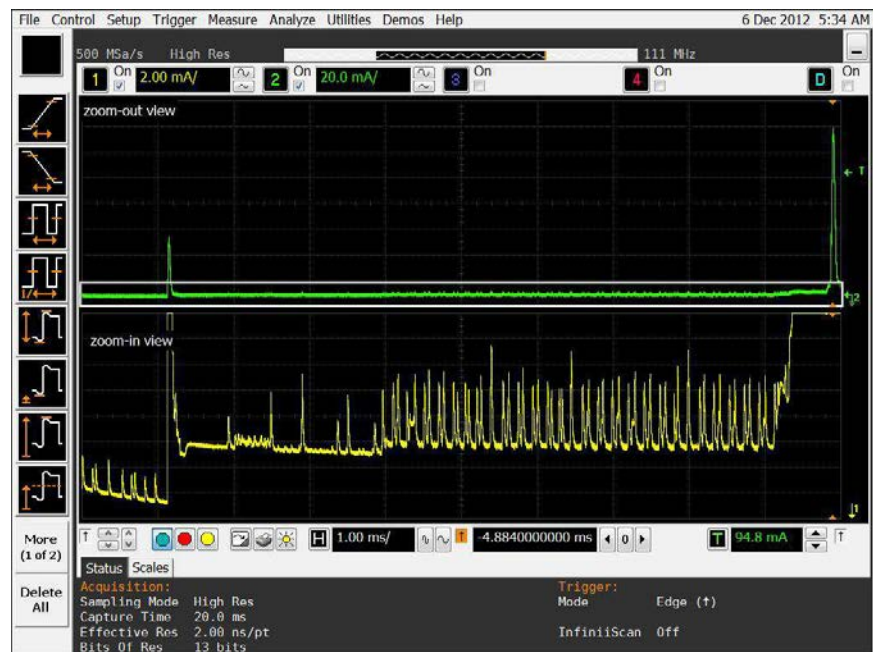 File Control Setup Trigger Measure Analyze Utilities Demos Help 6 Dec 2012 5:34 AM
500 MSa/s High Res 111 MHz
1 On 2.00 mA/ 2 On 20.0 mA/ 3 On 4 On D On
zoom-out view
T
2
zoom-in view
1
More
(1 of 2)
Delete
All
H 1.00 ms/ -4.8840000000 ms 0 T 94.8 mA
Status Scales
Acquisition: Trigger:
Sampling Mode High Res Mode Edge (↑)
Capture Time 20.0 ms
Effective Res 2.00 ns/pt InfiniiScan Off
Bits Of Res 13 bits